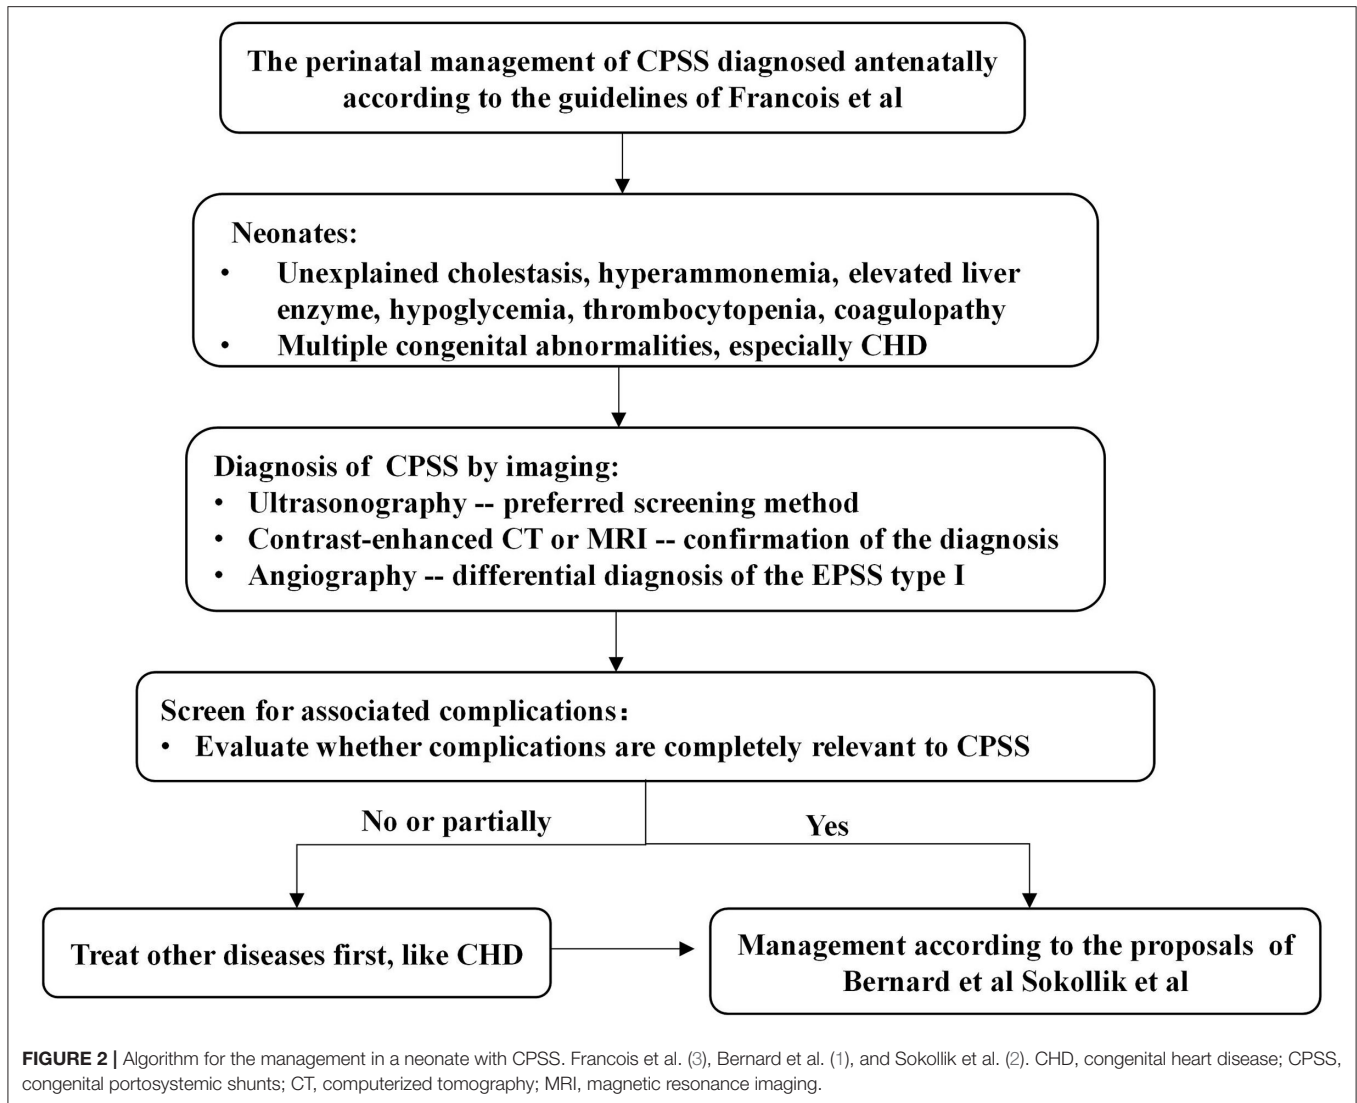 The perinatal management of CPSS diagnosed antenatally
according to the guidelines of Francois et al
Neonates:
• Unexplained cholestasis, hyperammonemia, elevated liver
enzyme, hypoglycemia, thrombocytopenia, coagulopathy
• Multiple congenital abnormalities, especially CHD
Diagnosis of CPSS by imaging:
• Ultrasonography -- preferred screening method
• Contrast-enhanced CT or MRI -- confirmation of the diagnosis
• Angiography -- differential diagnosis of the EPSS type I
Screen for associated complications：
• Evaluate whether complications are completely relevant to CPSS
No or partially
Yes
Treat other diseases first, like CHD
Management according to the proposals of
Bernard et al Sokollik et al
FIGURE 2 | Algorithm for the management in a neonate with CPSS. Francois et al. (3), Bernard et al. (1), and Sokollik et al. (2). CHD, congenital heart disease; CPSS,
congenital portosystemic shunts; CT, computerized tomography; MRI, magnetic resonance imaging.